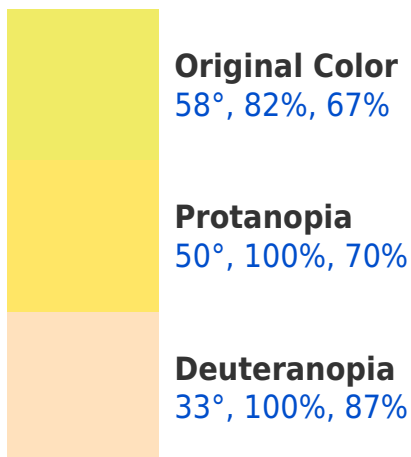 Original Color
58°, 82%, 67%
Protanopia
50°, 100%, 70%
Deuteranopia
33°, 100%, 87%